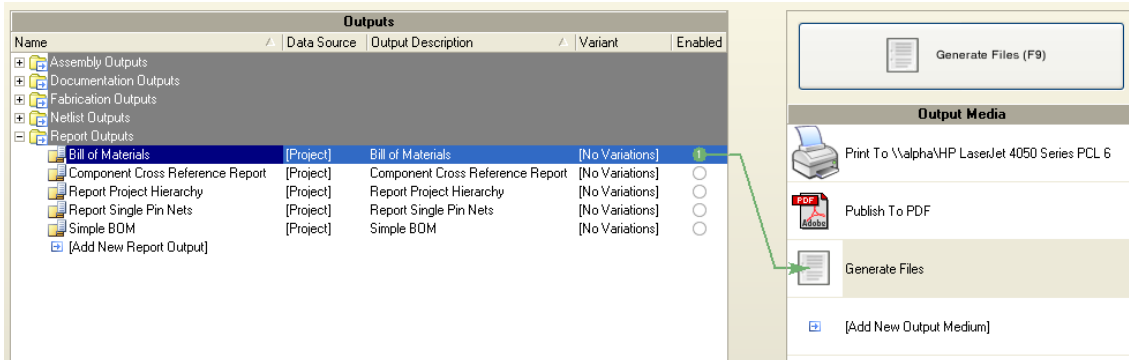 Outputs
Name Data Source Output Description Variant Enabled
Assembly Outputs
Documentation Outputs
Fabrication Outputs
Netlist Outputs
Report Outputs
Bill of Materials [Project] Bill of Materials [No Variations] 1
Component Cross Reference Report [Project] Component Cross Reference Report [No Variations]
Report Project Hierarchy [Project] Report Project Hierarchy [No Variations]
Report Single Pin Nets [Project] Report Single Pin Nets [No Variations]
Simple BOM [Project] Simple BOM [No Variations]
[Add New Report Output]
Generate Files (F9)
Output Media
Print To \\alpha\HP LaserJet 4050 Series PCL 6
PDF
Adobe
Publish To PDF
Generate Files
[Add New Output Medium]